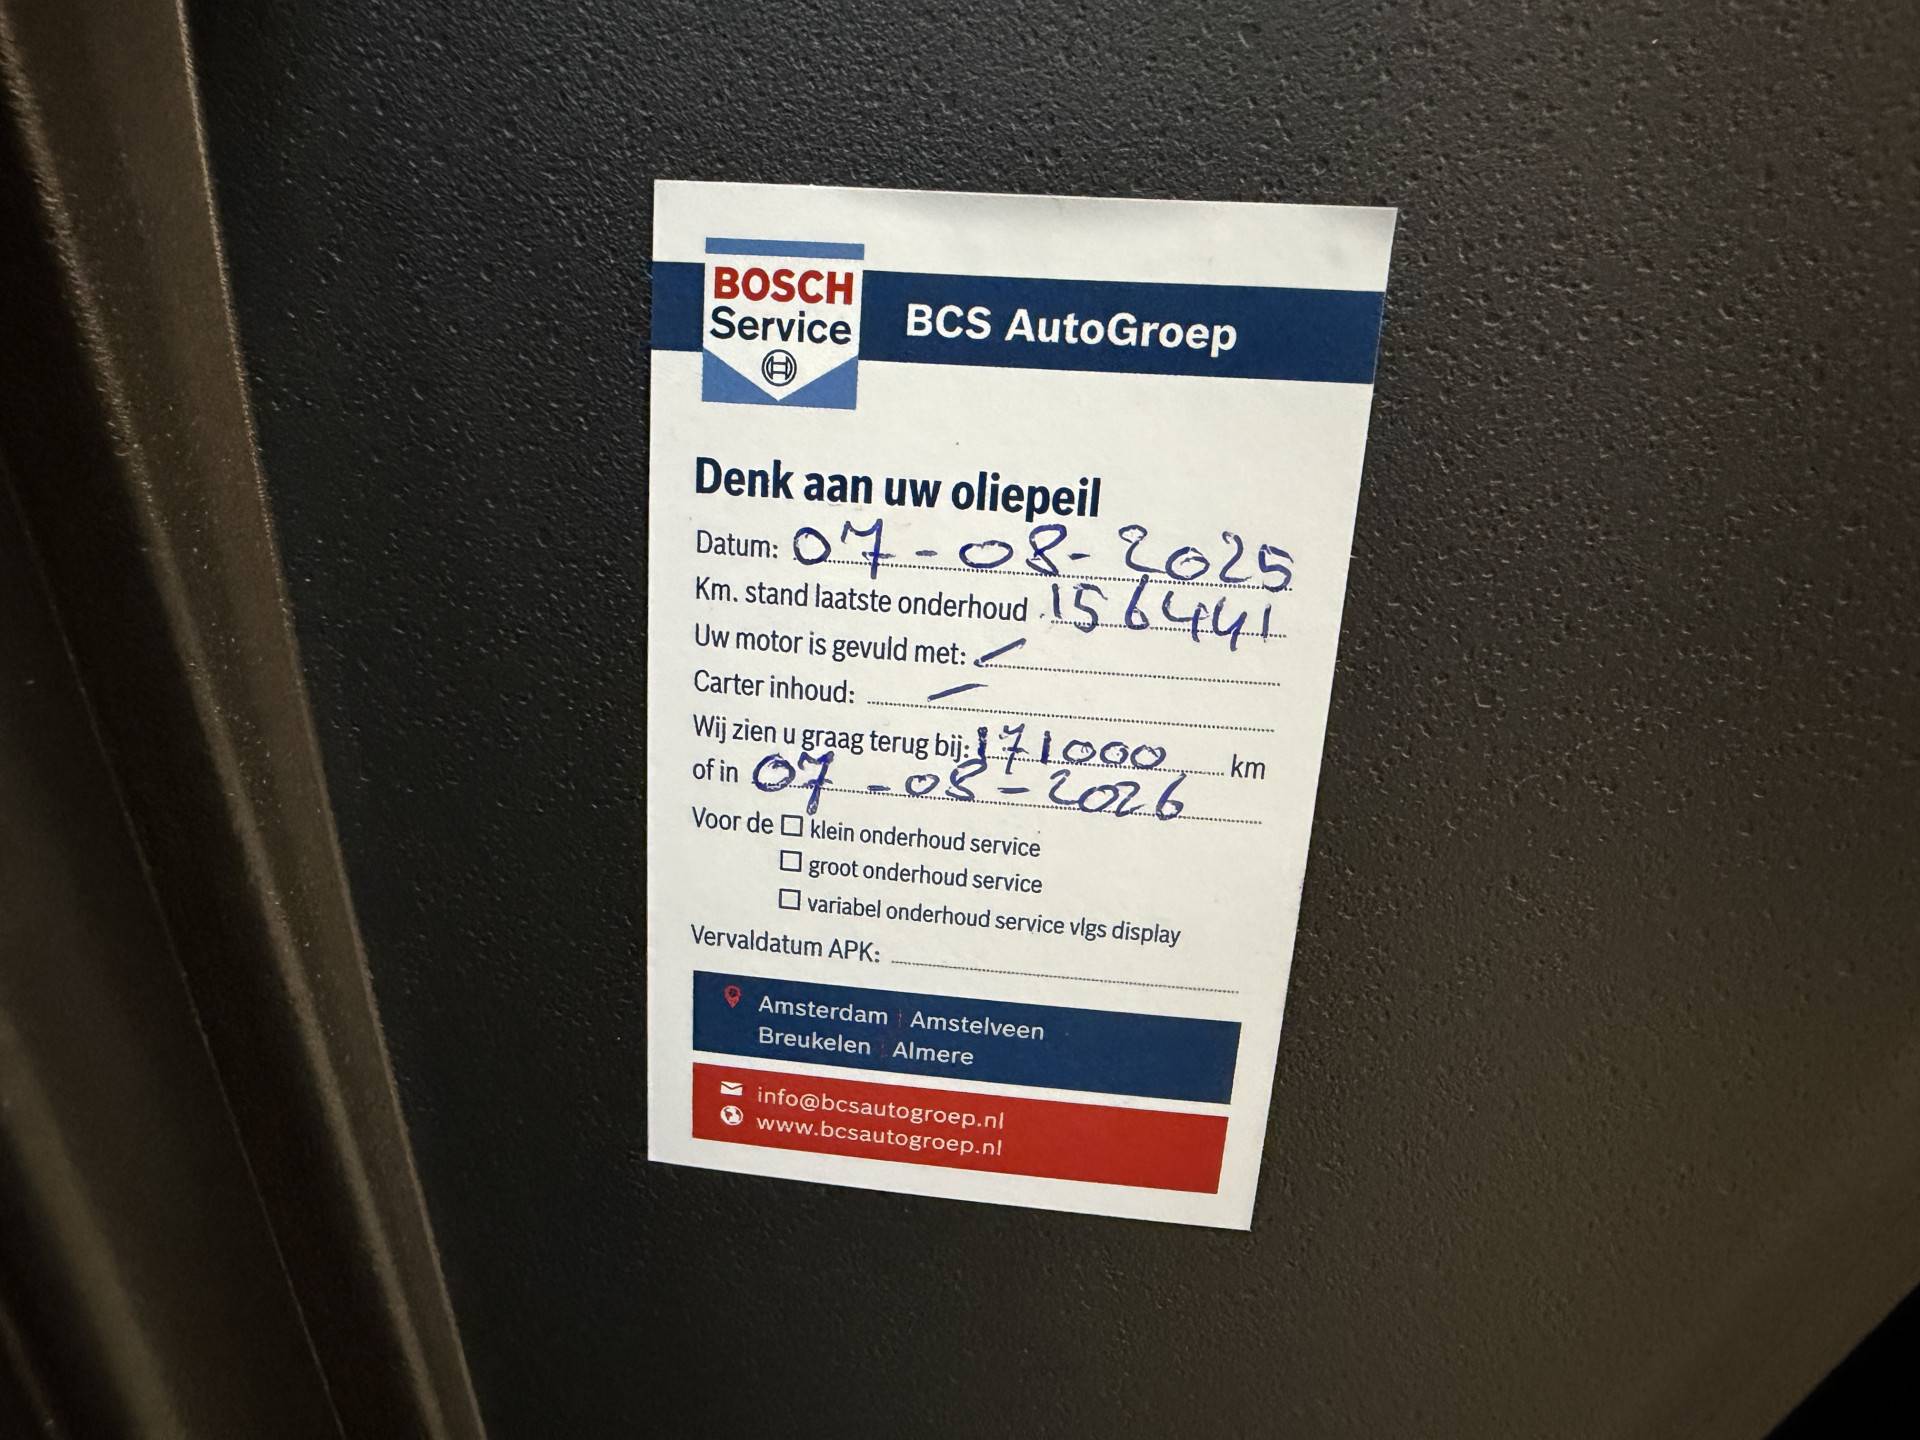 BOSCH
Service
BCS AutoGroep
Denk aan uw oliepeil
Datum: 07-08-2025
Km. stand laatste onderhoud 156441
Uw motor is gevuld met: -
Carter inhoud: -
Wij zien u graag terug bij: 171000 km
of in 07-08-2026
Voor de ☐ klein onderhoud service
☐ groot onderhoud service
☐ variabel onderhoud service vlgs display
Vervaldatum APK:
Amsterdam | Amstelveen
Breukelen | Almere
info@bcsautogroep.nl
www.bcsautogroep.nl